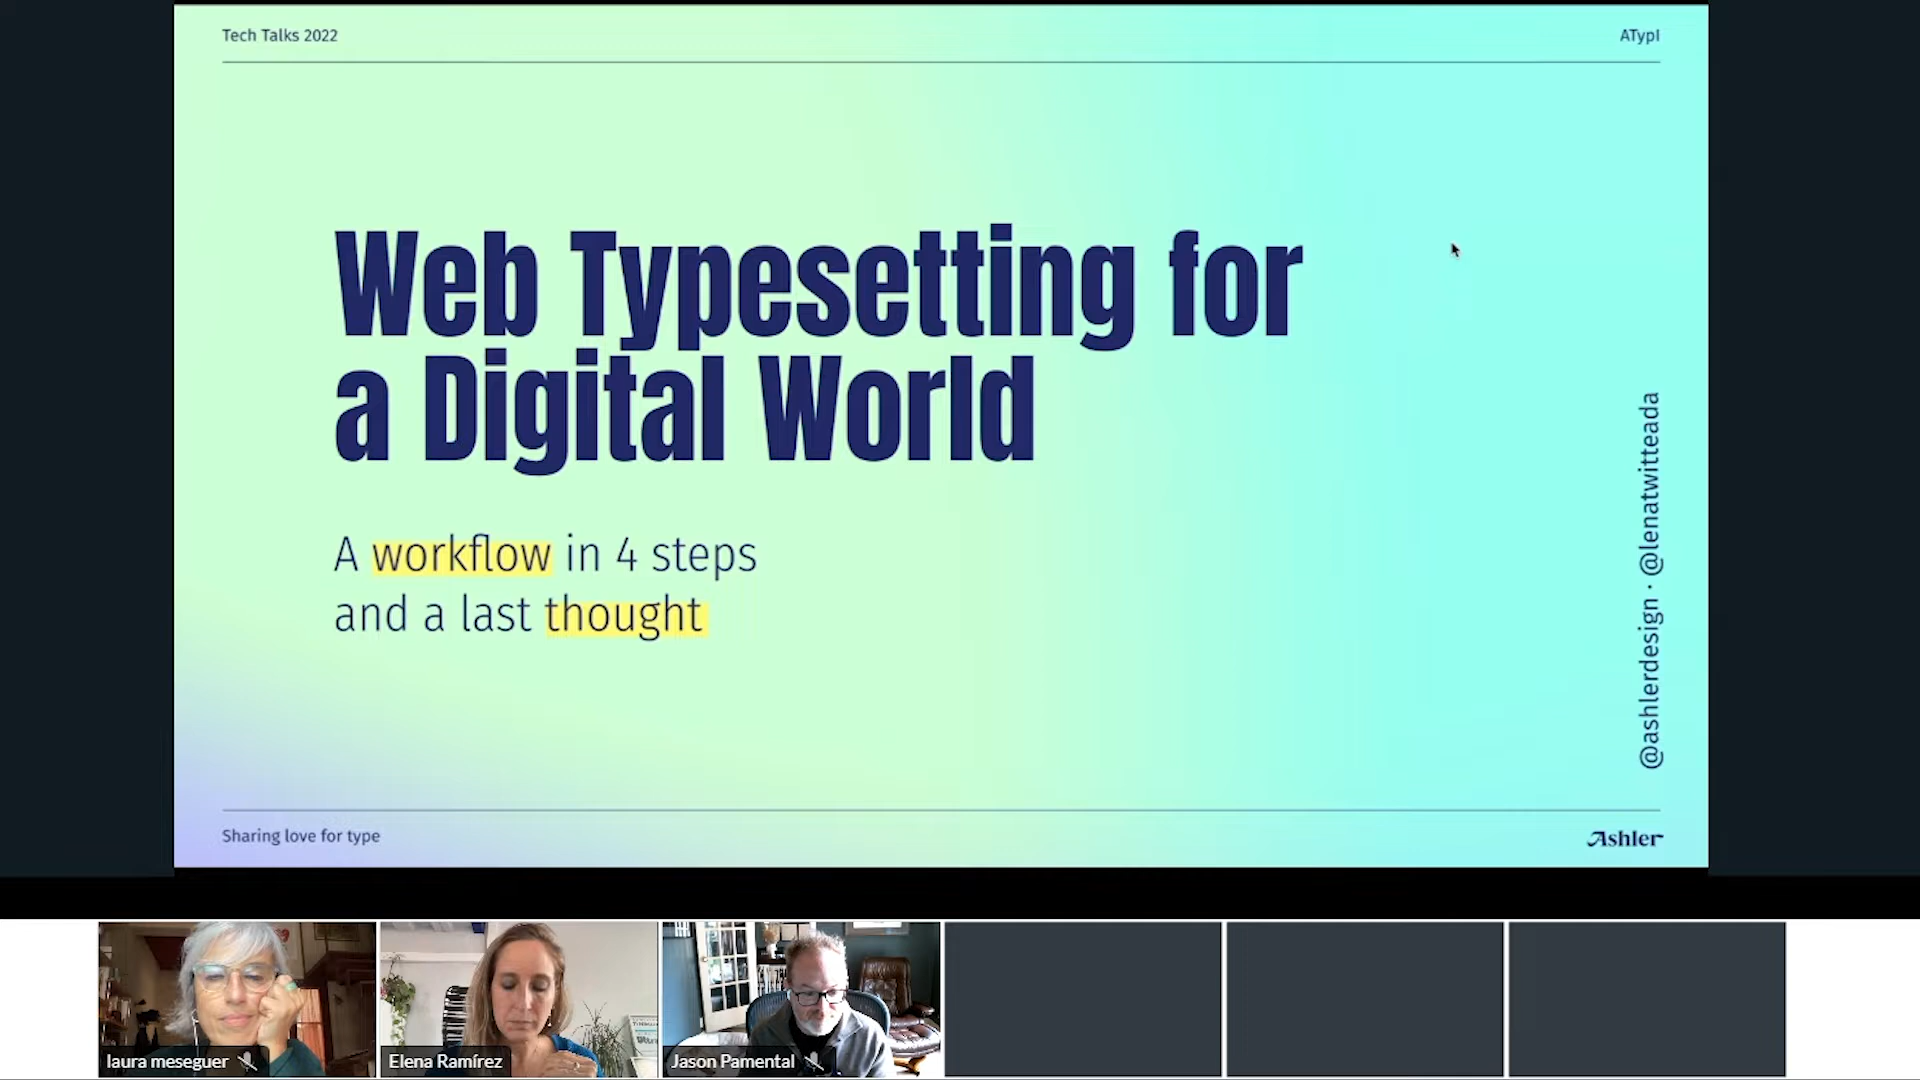 Tech Talks 2022
ATypI
Web Typesetting for
a Digital World
A workflow in 4 steps
and a last thought
@ashlerdesign · @lenatwitteada
Sharing love for type
Ashler
laura meseguer
Elena Ramírez
Jason Pamental